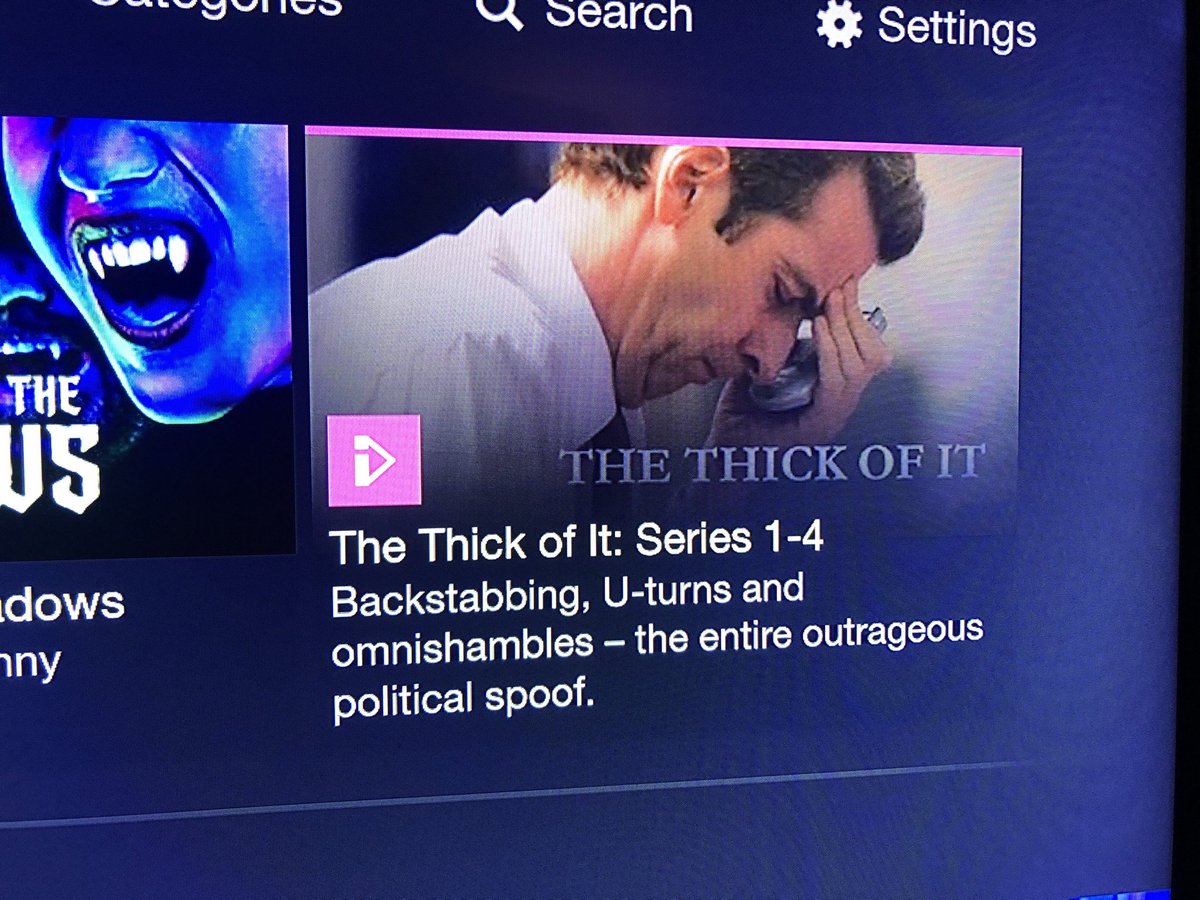 Categories
Search
Settings
THE
US
THE THICK OF IT
The Thick of It: Series 1-4
adows
Backstabbing, U-turns and
nny
omnishambles – the entire outrageous
political spoof.